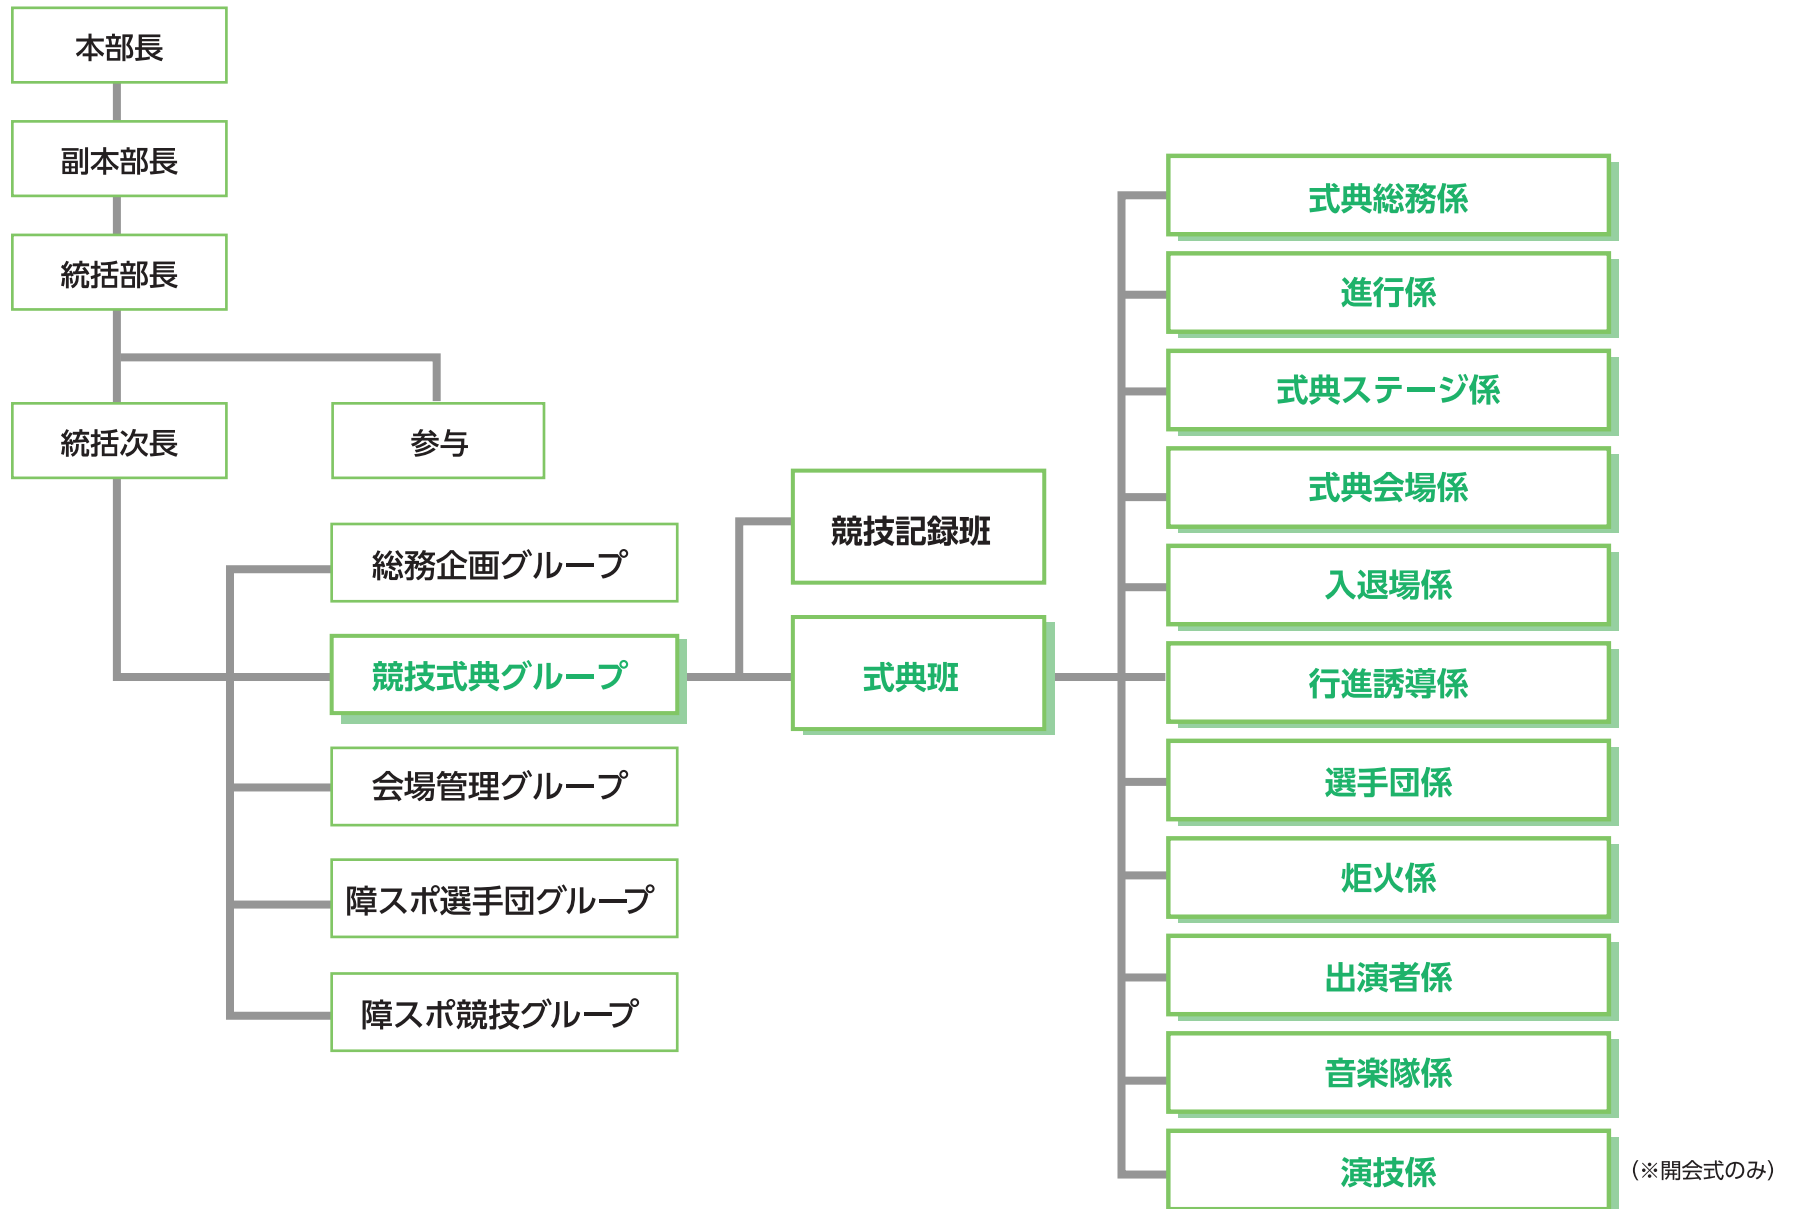 本部長
副本部長
統括部長
統括次長
参与
総務企画グループ
競技式典グループ
会場管理グループ
障スポ選手団グループ
障スポ競技グループ
競技記録班
式典班
式典総務係
進行係
式典ステージ係
式典会場係
入退場係
行進誘導係
選手団係
炬火係
出演者係
音楽隊係
演技係
（※開会式のみ）